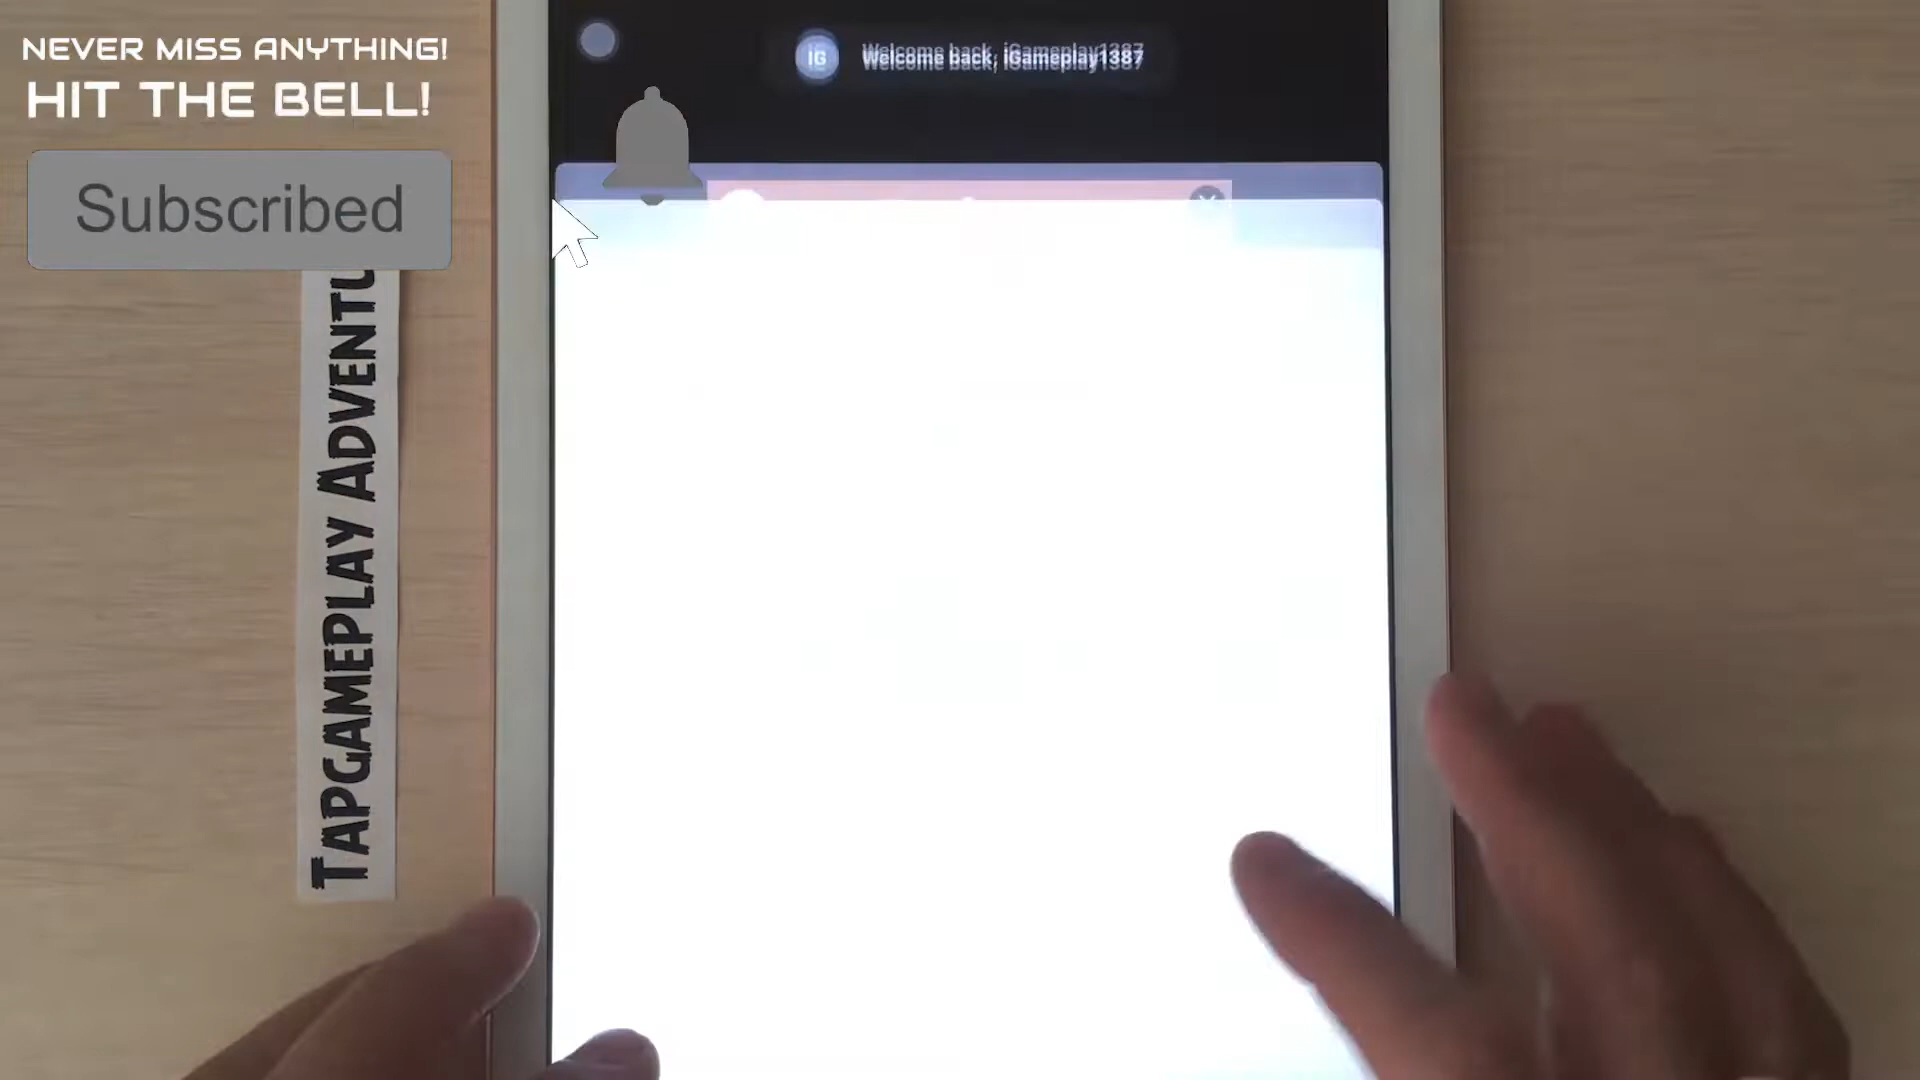 NEVER MISS ANYTHING!
HIT THE BELL!
Subscribed
IG Welcome back, iGameplay1387
TAPGAMEPLAY ADVENTU